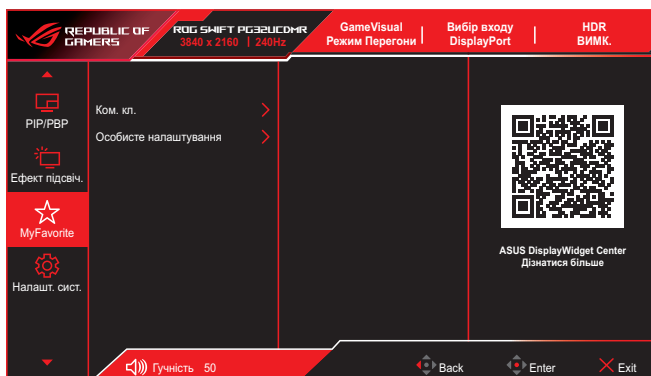 REPUBLIC OF
GAMERS
ROG SWIFT PG32UCDMR
3840 x 2160 | 240Hz
GameVisual
Режим Перегони
Вибір входу
DisplayPort
HDR
ВИМК.
PIP/PBP
Ефект підсвіч.
MyFavorite
Налашт. сист.
Ком. кл.
Особисте налаштування
ASUS DisplayWidget Center
Дізнатися більше
Гучність 50
Back
Enter
Exit